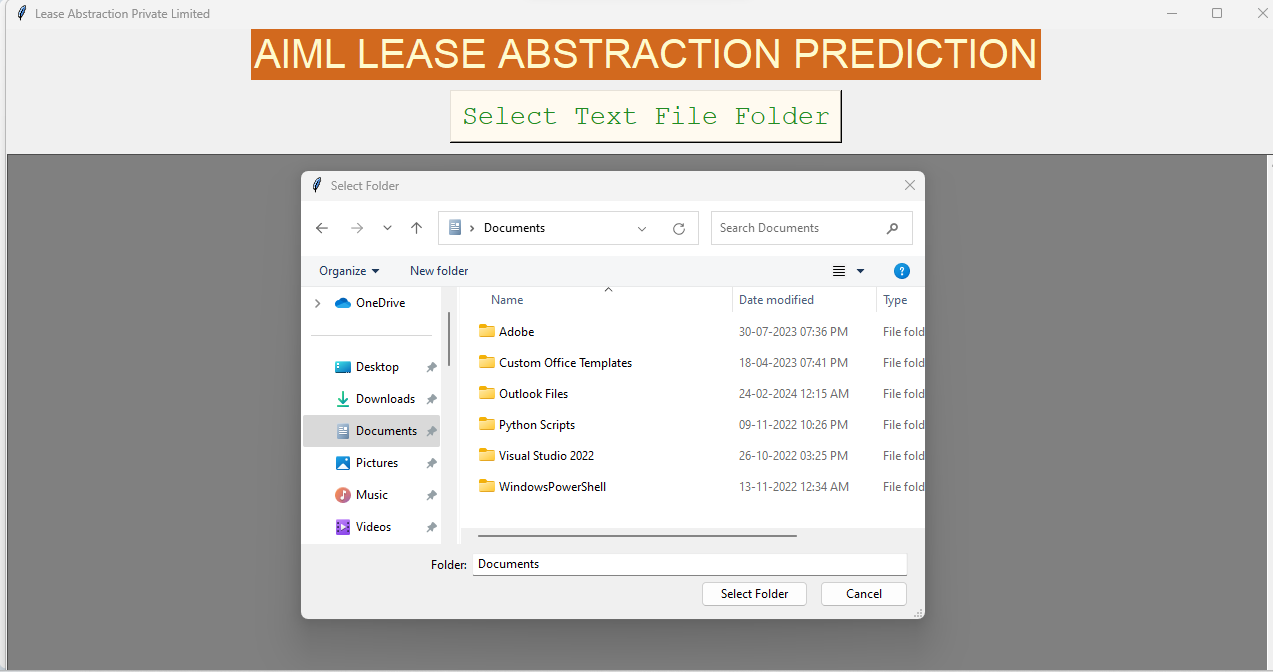 Lease Abstraction Private Limited
AIML LEASE ABSTRACTION PREDICTION
Select Text File Folder
Select Folder
Documents
Search Documents
Organize
New folder
?
OneDrive
Desktop
Downloads
Documents
Pictures
Music
Videos
Name Date modified Type
Adobe 30-07-2023 07:36 PM File fold
Custom Office Templates 18-04-2023 07:41 PM File fold
Outlook Files 24-02-2024 12:15 AM File fold
Python Scripts 09-11-2022 10:26 PM File fold
Visual Studio 2022 26-10-2022 03:25 PM File fold
WindowsPowerShell 13-11-2022 12:34 AM File fold
Folder: Documents
Select Folder Cancel